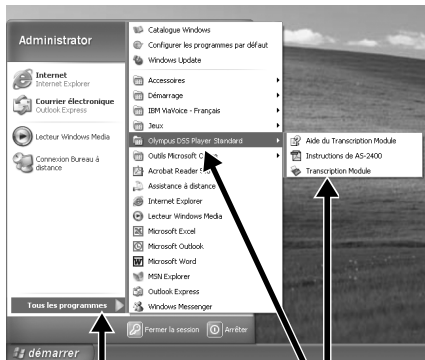 Administrator
Internet
Internet Explorer
Courrier électronique
Outlook Express
Lecteur Windows Media
Connexion Bureau à
distance
Tous les programmes
Catalogue Windows
Configurer les programmes par défaut
Windows Update
Accessoires
Démarrage
IBM ViaVoice - Français
Jeux
Olympus DSS Player Standard
Outils Microsoft
Acrobat Reader
Assistance à distance
Internet Explorer
Lecteur Windows Media
Microsoft Excel
Microsoft Outlook
Microsoft Word
MSN Explorer
Outlook Express
Windows Messenger
Aide du Transcription Module
Instructions de AS-2400
Transcription Module
Fermer la session
Arrêter
démarrer